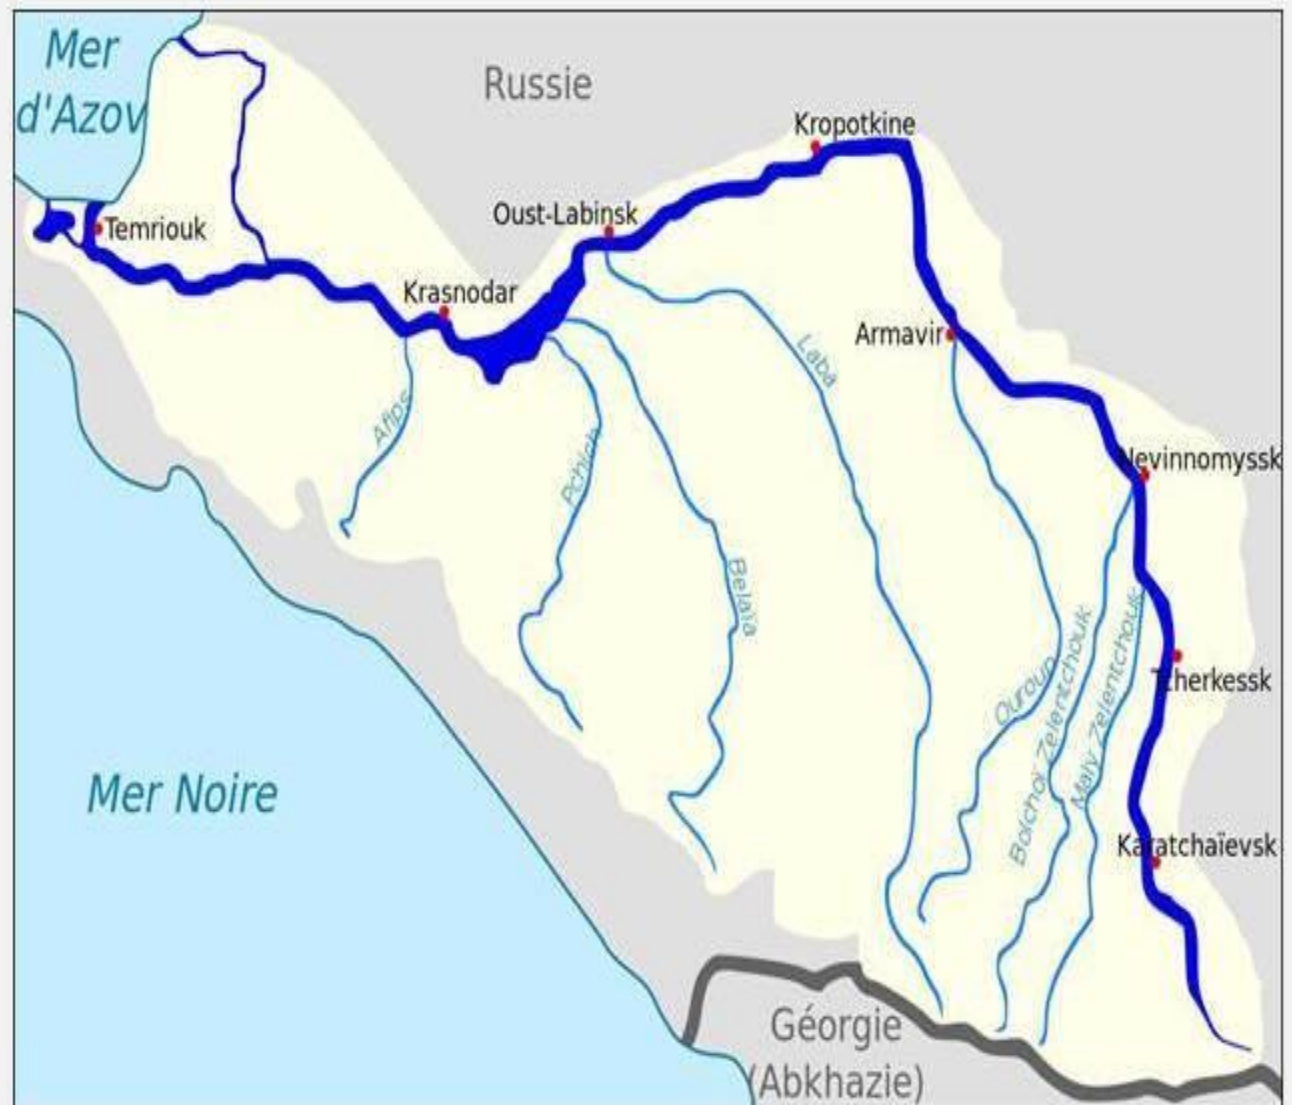 Mer
d'Azov
Russie
Kropotkine
Oust-Labinsk
Temriouk
Krasnodar
Armavir
Laba
Afips
Pchich
Nevinnomyssk
Belaïa
Ouroup
Bolchoï Zelentchouk
Maly Zelentchouk
Tcherkessk
Mer Noire
Karatchaïevsk
Géorgie
(Abkhazie)